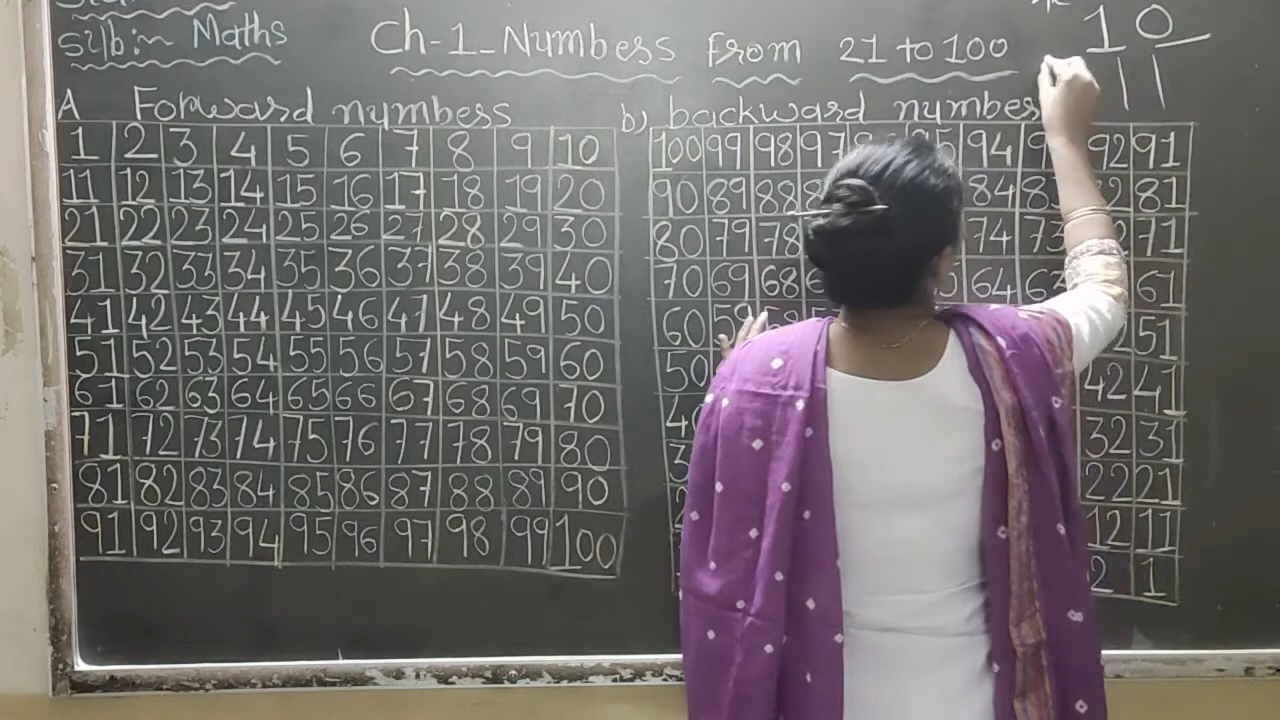 Sub:- Maths
Ch-1-Numbers from 21 to 100
10
11
A Forward numbers
1 2 3 4 5 6 7 8 9 10
11 12 13 14 15 16 17 18 19 20
21 22 23 24 25 26 27 28 29 30
31 32 33 34 35 36 37 38 39 40
41 42 43 44 45 46 47 48 49 50
51 52 53 54 55 56 57 58 59 60
61 62 63 64 65 66 67 68 69 70
71 72 73 74 75 76 77 78 79 80
81 82 83 84 85 86 87 88 89 90
91 92 93 94 95 96 97 98 99 100
b) backward number
100 99 98 97 94 92 91
90 89 88 84 81
80 79 78 74 73 71
70 69 68 64 63 61
60 59 51
50 42 41
32 31
22 21
12 11
2 1